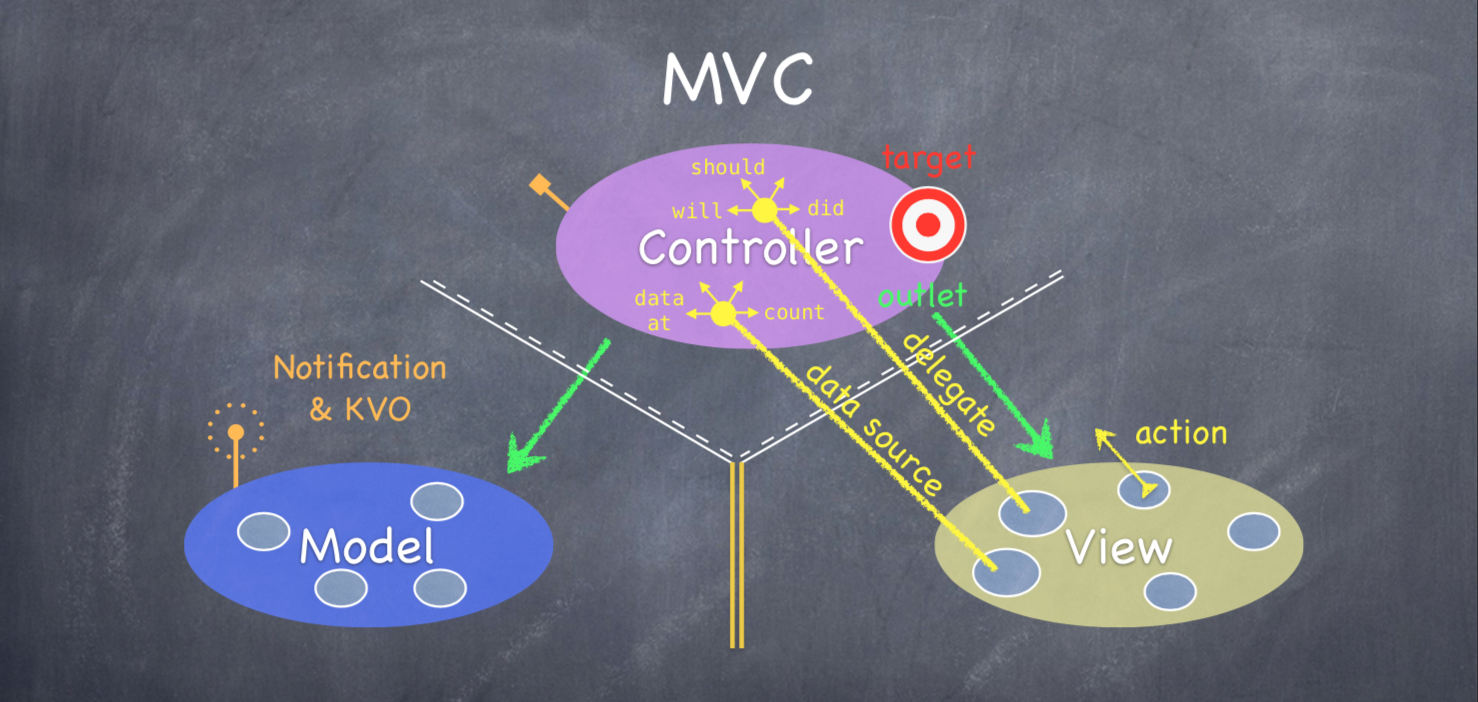 MVC
should
target
will
did
Controller
outlet
data
at
count
delegate
Notification
& KVO
data source
action
Model
View